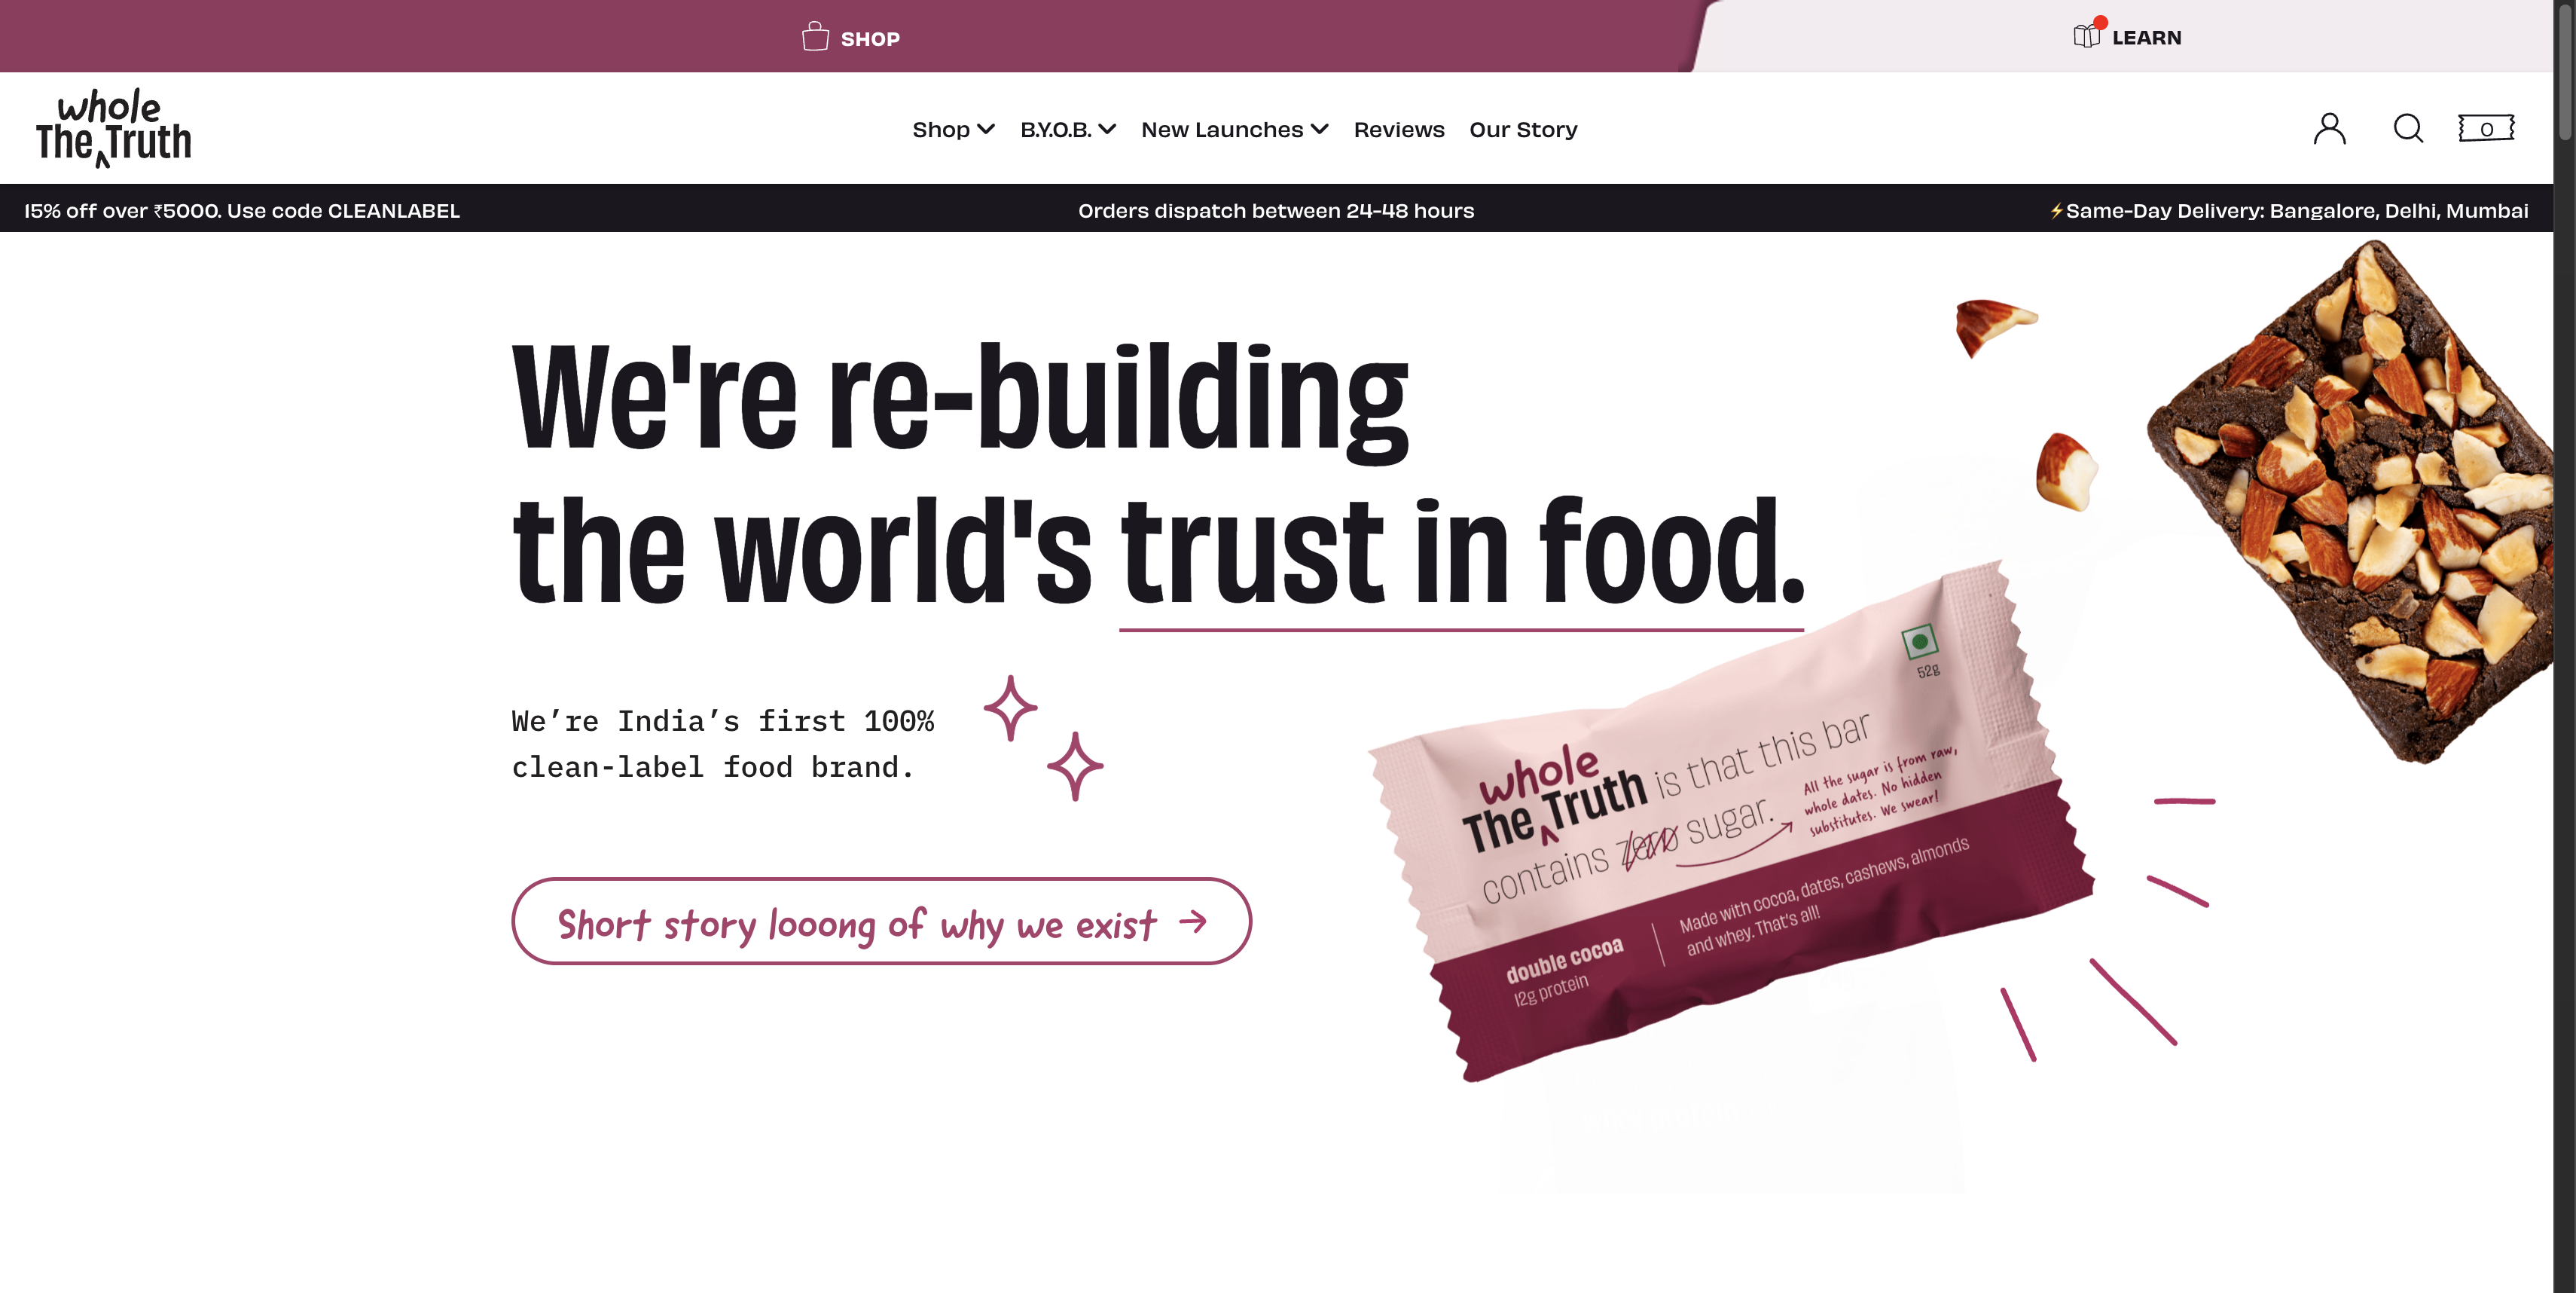 SHOP
LEARN
whole
The Truth
Shop
B.Y.O.B.
New Launches
Reviews
Our Story
0
15% off over ₹5000. Use code CLEANLABEL
Orders dispatch between 24-48 hours
⚡Same-Day Delivery: Bangalore, Delhi, Mumbai
We're re-building
the world's trust in food.
We’re India’s first 100%
clean-label food brand.
Short story looong of why we exist →
52g
whole
The Truth is that this bar
contains zero sugar.
All the sugar is from raw,
whole dates. No hidden
substitutes. We swear!
double cocoa
12g protein
Made with cocoa, dates, cashews, almonds
and whey. That's all!